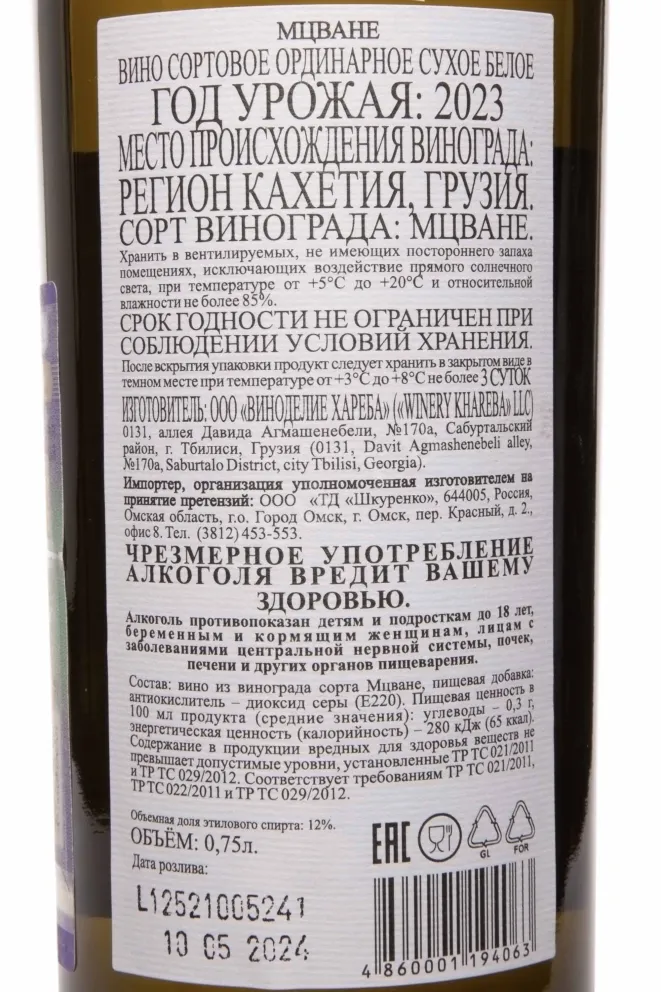 МЦВАНЕ
ВИНО СОРТОВОЕ ОРДИНАРНОЕ СУХОЕ БЕЛОЕ
ГОД УРОЖАЯ: 2023
МЕСТО ПРОИСХОЖДЕНИЯ ВИНОГРАДА:
РЕГИОН КАХЕТИЯ, ГРУЗИЯ.
СОРТ ВИНОГРАДА: МЦВАНЕ.
Хранить в вентилируемых, не имеющих постороннего запаха
помещениях, исключающих воздействие прямого солнечного
света, при температуре от +5°C до +20°C и относительной
влажности не более 85%.
СРОК ГОДНОСТИ НЕ ОГРАНИЧЕН ПРИ
СОБЛЮДЕНИИ УСЛОВИЙ ХРАНЕНИЯ.
После вскрытия упаковки продукт следует хранить в закрытом виде в
темном месте при температуре от +3°C до +8°C не более 3 СУТОК
ИЗГОТОВИТЕЛЬ: ООО «ВИНОДЕЛИЕ ХАРЕБА» («WINERY KHAREBA» LLC)
0131, аллея Давида Агмашенебели, №170а, Сабуртальский
район, г. Тбилиси, Грузия (0131, Davit Agmashenebeli alley,
№170a, Saburtalo District, city Tbilisi, Georgia).
Импортер, организация уполномоченная изготовителем на
принятие претензий: ООО «ТД «Шкуренко», 644005, Россия,
Омская область, г.о. Город Омск, г. Омск, пер. Красный, д. 2.,
офис 8. Тел. (3812) 453-553.
ЧРЕЗМЕРНОЕ УПОТРЕБЛЕНИЕ
АЛКОГОЛЯ ВРЕДИТ ВАШЕМУ
ЗДОРОВЬЮ.
Алкоголь противопоказан детям и подросткам до 18 лет,
беременным и кормящим женщинам, лицам с
заболеваниями центральной нервной системы, почек,
печени и других органов пищеварения.
Состав: вино из винограда сорта Мцване, пищевая добавка:
антиокислитель – диоксид серы (Е220). Пищевая ценность в
100 мл продукта (средние значения): углеводы – 0,3 г,
энергетическая ценность (калорийность) – 280 кДж (65 ккал).
Содержание в продукции вредных для здоровья веществ не
превышает допустимые уровни, установленные ТР ТС 021/2011
и ТР ТС 029/2012. Соответствует требованиям ТР ТС 021/2011,
ТР ТС 022/2011 и ТР ТС 029/2012.
Объемная доля этилового спирта: 12%.
ОБЪЁМ: 0,75л.
Дата розлива:
EAC
GL
FOR
L12521005241
10 05 2024
4 860001 194063